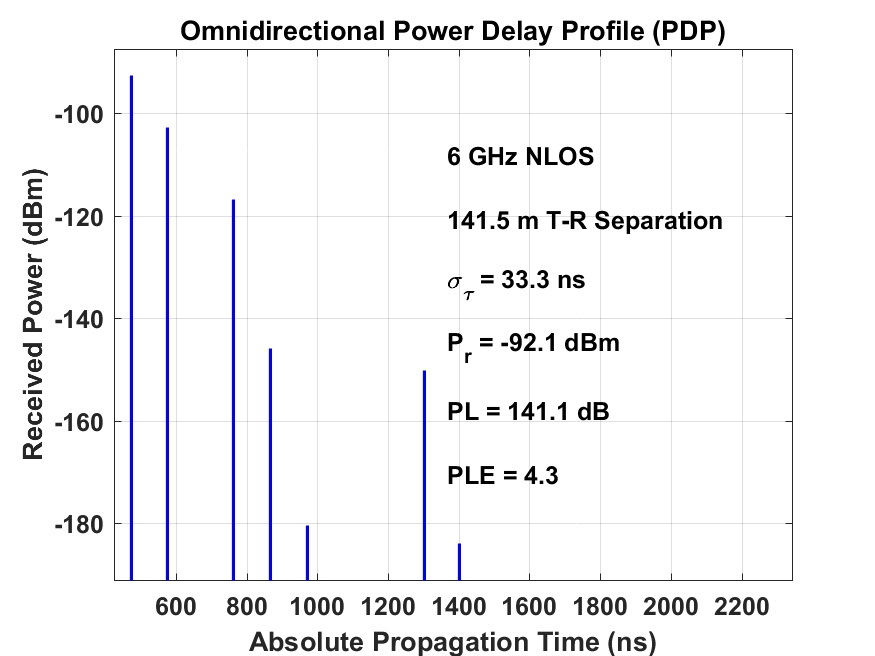 Omnidirectional Power Delay Profile (PDP)
Received Power (dBm)
-100
-120
-140
-160
-180
6 GHz NLOS
141.5 m T-R Separation
σ_τ = 33.3 ns
P_r = -92.1 dBm
PL = 141.1 dB
PLE = 4.3
600 800 1000 1200 1400 1600 1800 2000 2200
Absolute Propagation Time (ns)